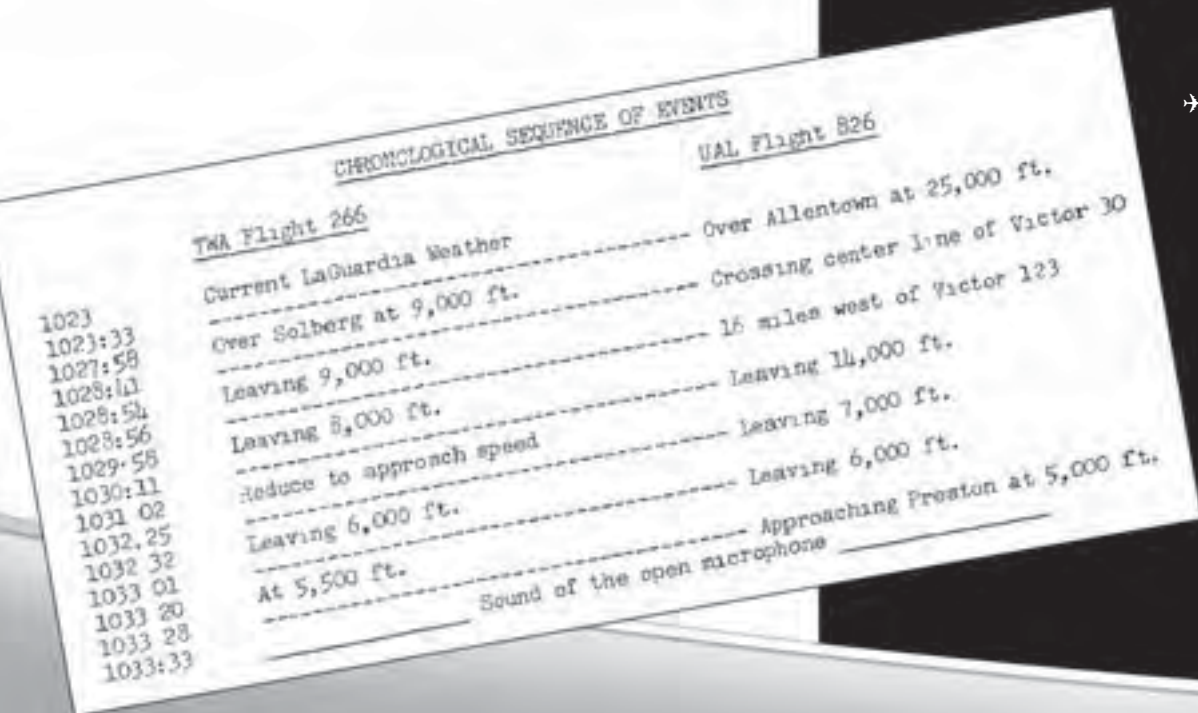 CHRONOLOGICAL SEQUENCE OF EVENTS
TWA Flight 266 UAL Flight 826
1023 Current LaGuardia Weather
1023:33 -------------------- Over Allentown at 25,000 ft.
1027:58 Over Solberg at 9,000 ft.
1028:41 -------------------- Crossing center line of Victor 30
1028:54 Leaving 9,000 ft.
1028:56 -------------------- 16 miles west of Victor 123
1029:58 Leaving 8,000 ft.
1030:11 -------------------- Leaving 14,000 ft.
1031 02 Reduce to approach speed
1032.25 -------------------- Leaving 7,000 ft.
1032 32 Leaving 6,000 ft.
1033 01 -------------------- Leaving 6,000 ft.
1033 20 At 5,500 ft.
1033 28 -------------------- Approaching Preston at 5,000 ft.
1033:33 __________ Sound of the open microphone __________